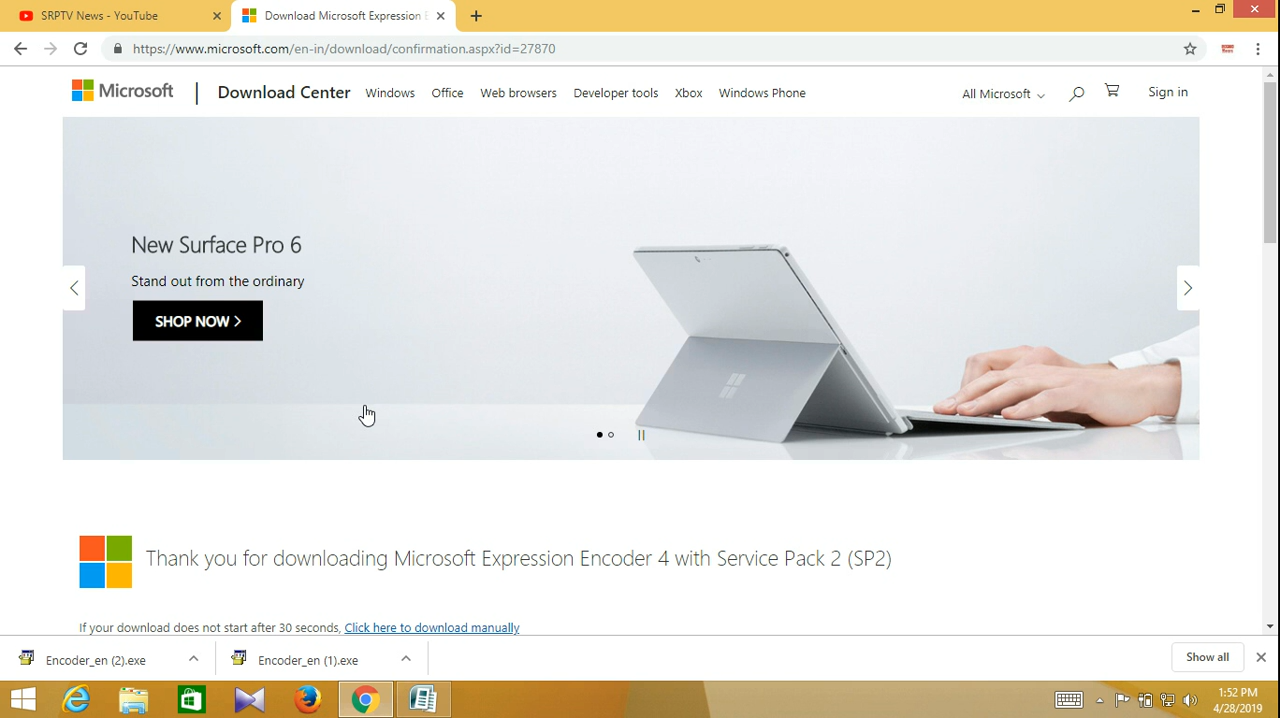 SRPTV News - YouTube
Download Microsoft Expression E
https://www.microsoft.com/en-in/download/confirmation.aspx?id=27870
Microsoft | Download Center Windows Office Web browsers Developer tools Xbox Windows Phone All Microsoft Sign in
New Surface Pro 6
Stand out from the ordinary
SHOP NOW >
Thank you for downloading Microsoft Expression Encoder 4 with Service Pack 2 (SP2)
If your download does not start after 30 seconds, Click here to download manually
Encoder_en (2).exe Encoder_en (1).exe Show all
1:52 PM
4/28/2019